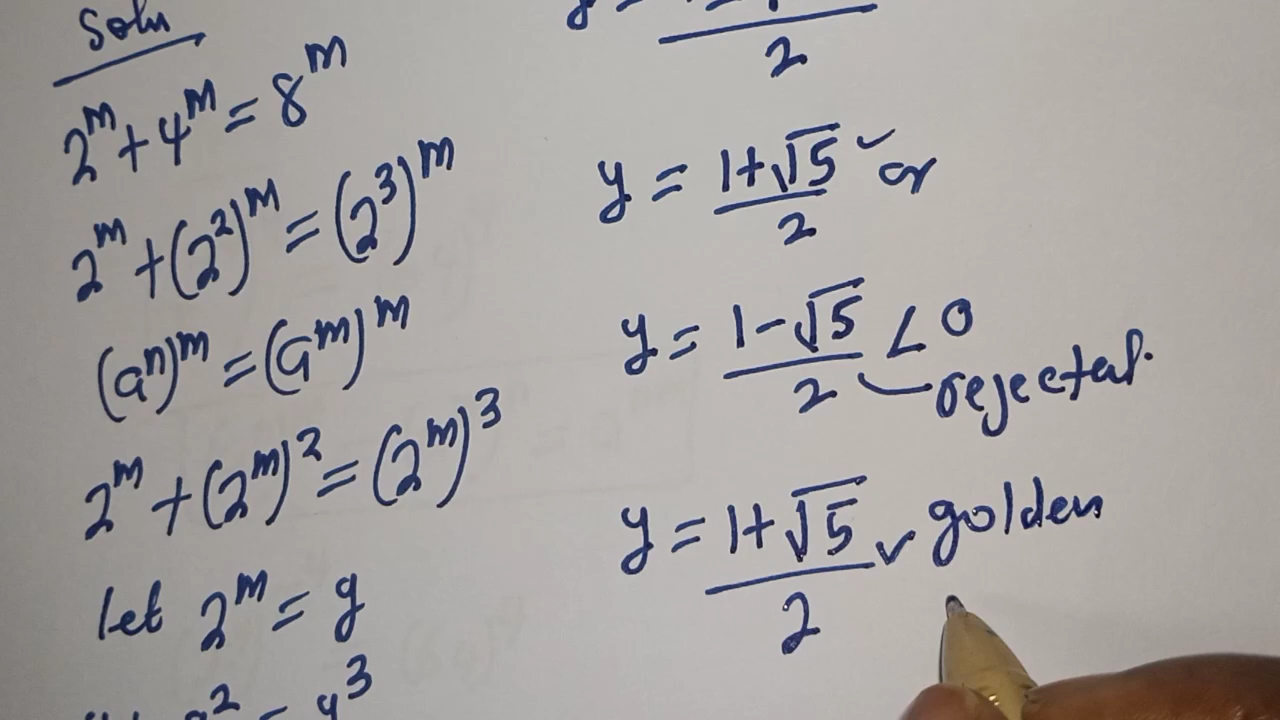 Soln
2^m + 4^m = 8^m
2^m + (2^2)^m = (2^3)^m
(a^n)^m = (a^m)^m
2^m + (2^m)^2 = (2^m)^3
let 2^m = y
y^3
2
y = (1+√5)/2 ✓ or
y = (1-√5)/2 < 0
rejected.
y = (1+√5)/2 ✓ golden